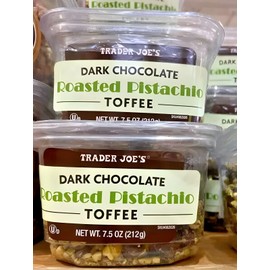 TRADER JOE'S
DARK CHOCOLATE
Roasted Pistachio
TOFFEE
NET WT. 7.5 OZ (212g)
TRADER JOE'S
DARK CHOCOLATE
Roasted Pistachio
TOFFEE
NET WT. 7.5 OZ (212g)